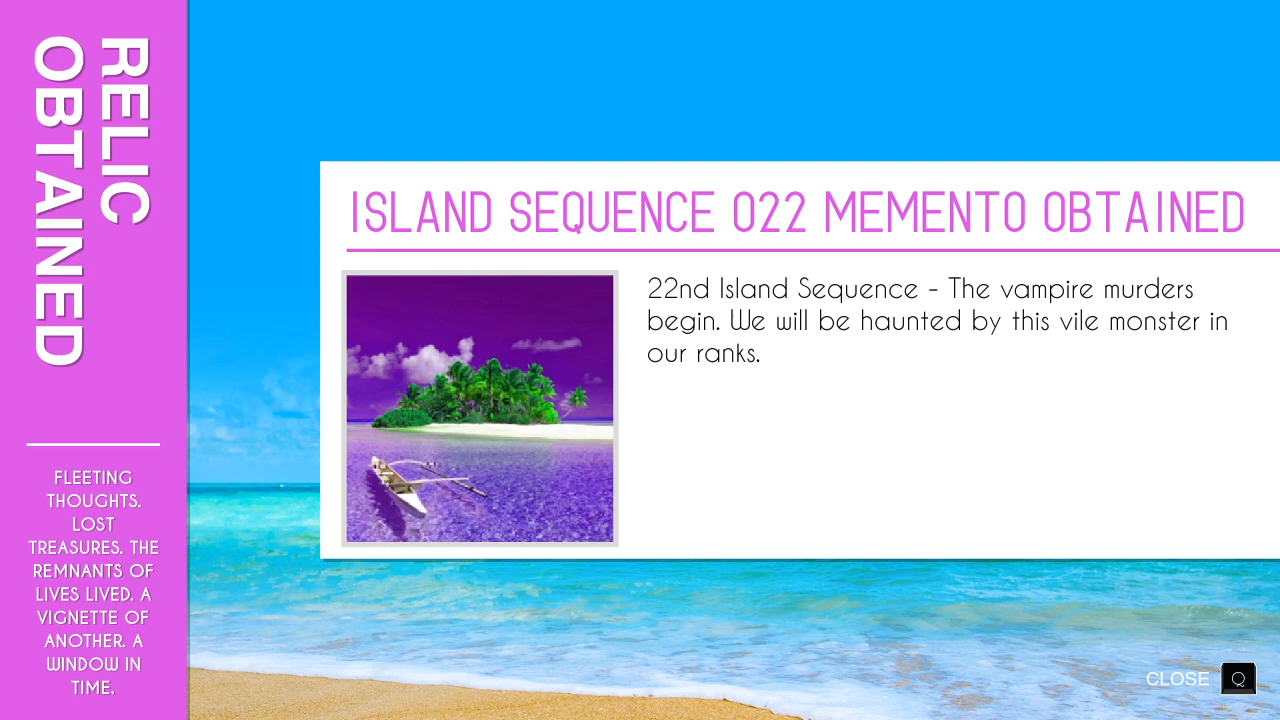 RELIC
OBTAINED
FLEETING
THOUGHTS.
LOST
TREASURES. THE
REMNANTS OF
LIVES LIVED. A
VIGNETTE OF
ANOTHER. A
WINDOW IN
TIME.
ISLAND SEQUENCE 022 MEMENTO OBTAINED
22nd Island Sequence - The vampire murders
begin. We will be haunted by this vile monster in
our ranks.
CLOSE Q